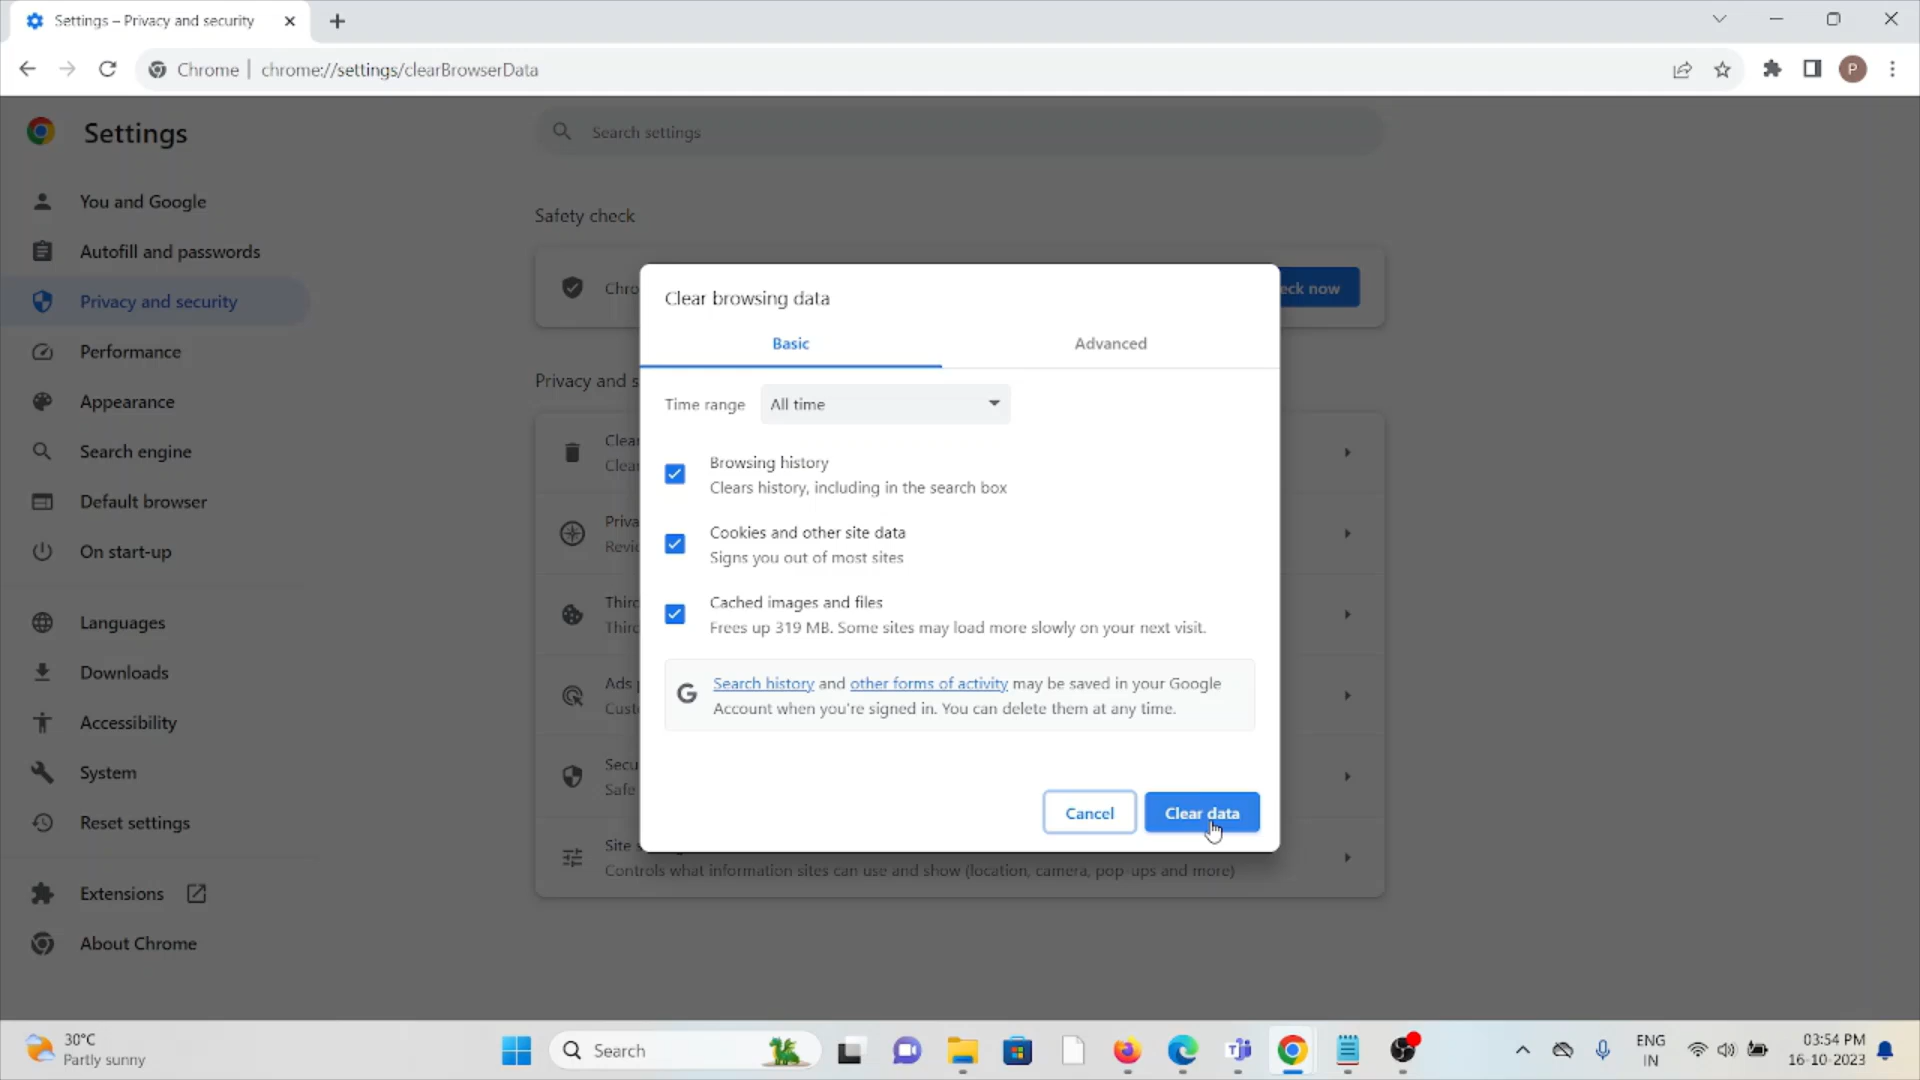 Settings – Privacy and security
Chrome
chrome://settings/clearBrowserData
P
Settings
Search settings
You and Google
Autofill and passwords
Privacy and security
Performance
Appearance
Search engine
Default browser
On start-up
Languages
Downloads
Accessibility
System
Reset settings
Extensions
About Chrome
Safety check
Chro
eck now
Privacy and s
Clear
Clear
Priva
Revie
Third
Third
Ads p
Custo
Secu
Safe
Site s
Controls what information sites can use and show (location, camera, pop-ups and more)
Clear browsing data
Basic
Advanced
Time range
All time
Browsing history
Clears history, including in the search box
Cookies and other site data
Signs you out of most sites
Cached images and files
Frees up 319 MB. Some sites may load more slowly on your next visit.
G
Search history and other forms of activity may be saved in your Google
Account when you're signed in. You can delete them at any time.
Cancel
Clear data
30°C
Partly sunny
Search
ENG
IN
03:54 PM
16-10-2023